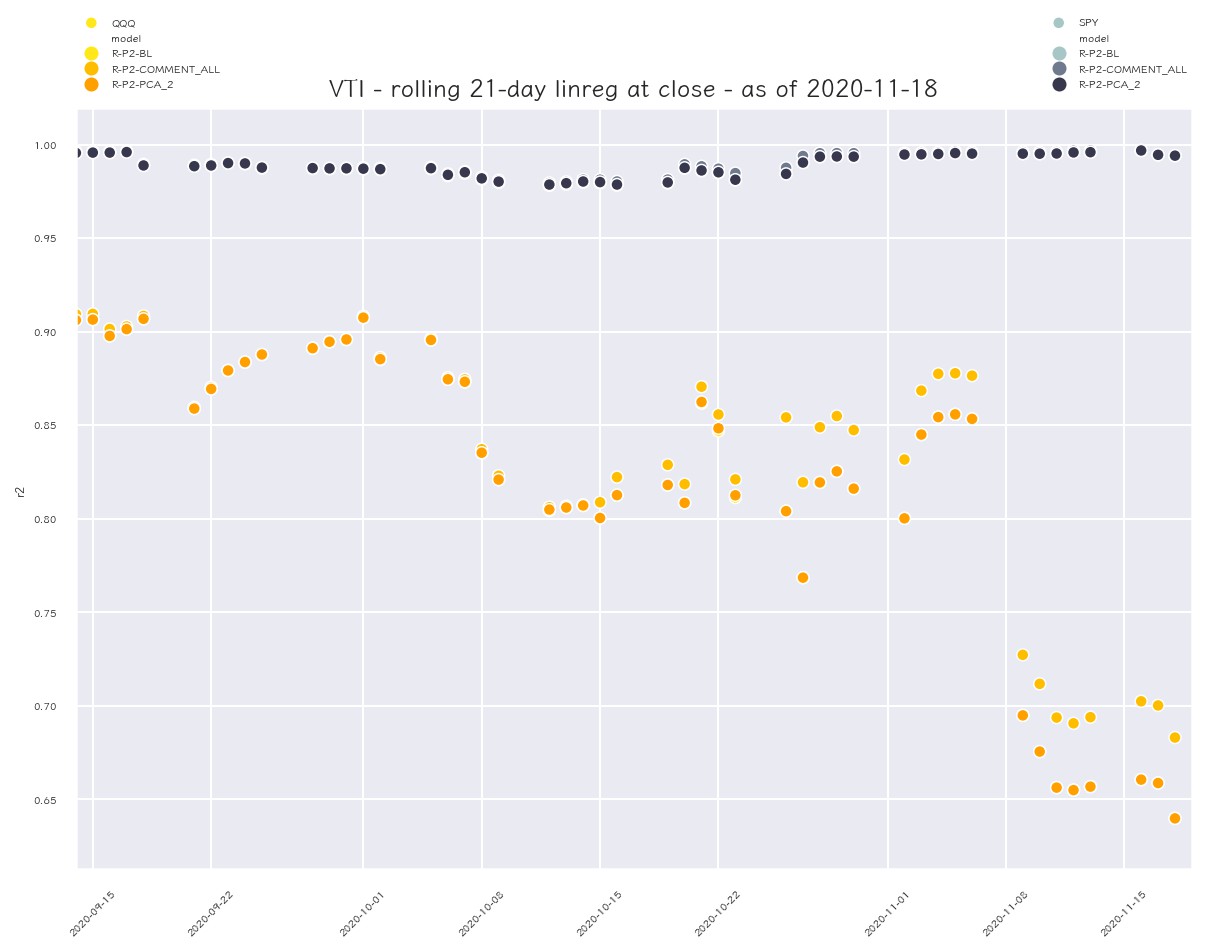 QQQ
model
R-P2-BL
R-P2-COMMENT_ALL
R-P2-PCA_2
SPY
model
R-P2-BL
R-P2-COMMENT_ALL
R-P2-PCA_2
VTI - rolling 21-day linreg at close - as of 2020-11-18
1.00
0.95
0.90
0.85
0.80
0.75
0.70
0.65
r2
2020-09-15
2020-09-22
2020-10-01
2020-10-08
2020-10-15
2020-10-22
2020-11-01
2020-11-08
2020-11-15